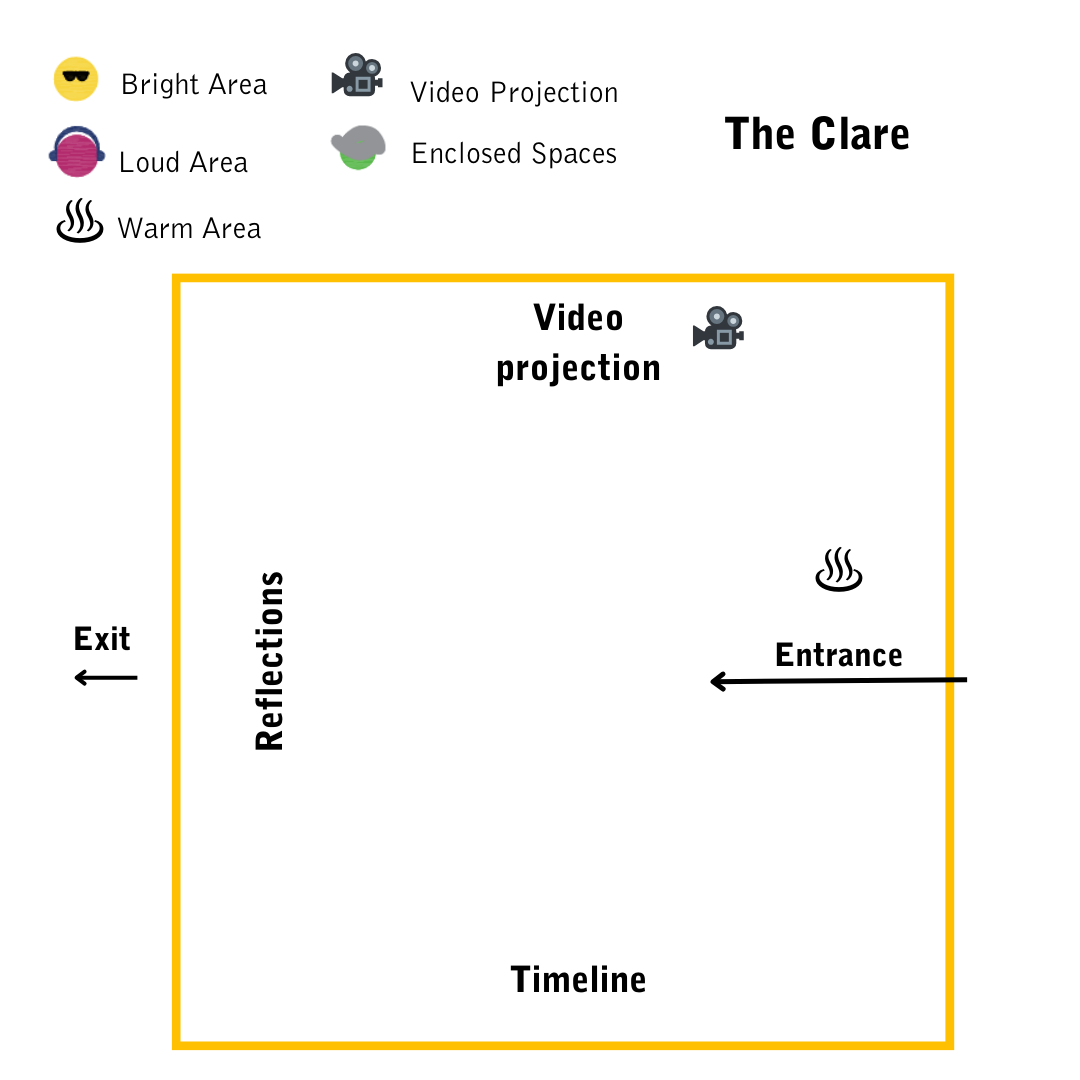 Bright Area
Video Projection
The Clare
Loud Area
Enclosed Spaces
Warm Area
Video
projection
Exit
Reflections
Entrance
Timeline